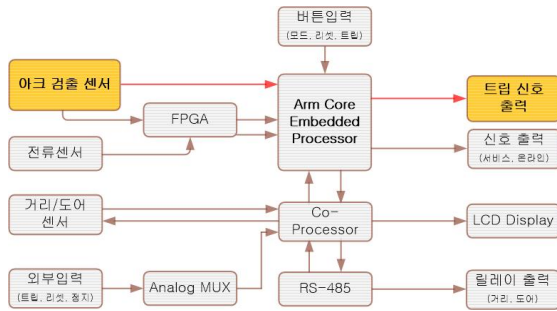 버튼입력
(모드, 리셋, 트립)
아크 검출 센서
FPGA
전류센서
Arm Core
Embedded
Processor
트립 신호
출력
신호 출력
(서비스, 온라인)
거리/도어
센서
Co-
Processor
LCD Display
외부입력
(트립, 리셋, 정지)
Analog MUX
RS-485
릴레이 출력
(거리, 도어)